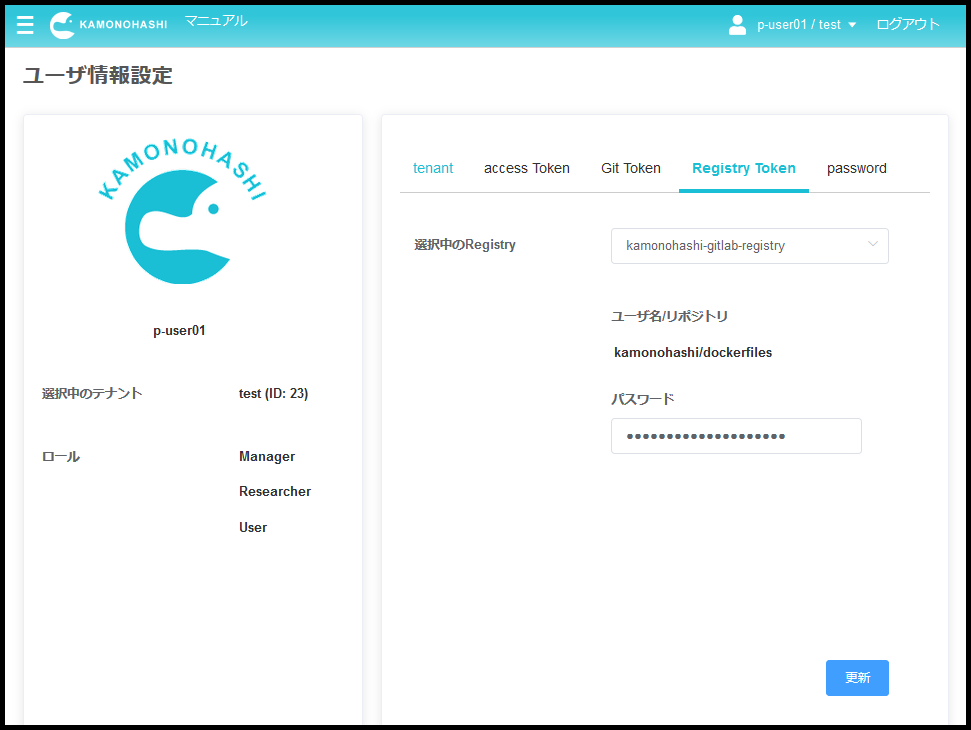 KAMONOHASHI マニュアル p-user01 / test ログアウト
ユーザ情報設定
KAMONOHASHI
p-user01
選択中のテナント test (ID: 23)
ロール Manager
Researcher
User
tenant access Token Git Token Registry Token password
選択中のRegistry kamonohashi-gitlab-registry
ユーザ名/リポジトリ
kamonohashi/dockerfiles
パスワード
••••••••••••••••••••
更新